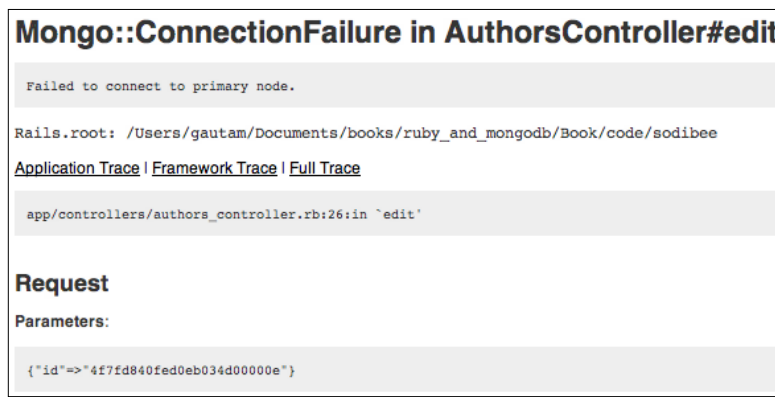 Mongo::ConnectionFailure in AuthorsController#edit
Failed to connect to primary node.
Rails.root: /Users/gautam/Documents/books/ruby_and_mongodb/Book/code/sodibee
Application Trace | Framework Trace | Full Trace
app/controllers/authors_controller.rb:26:in `edit'
Request
Parameters:
{"id"=>"4f7fd840fed0eb034d00000e"}